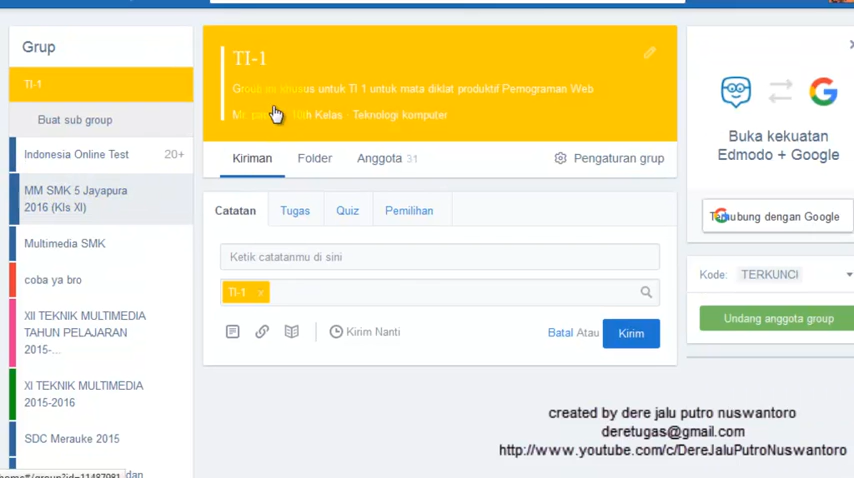 Grup
TI-1
Buat sub group
Indonesia Online Test 20+
MM SMK 5 Jayapura
2016 (Kls XI)
Multimedia SMK
coba ya bro
XII TEKNIK MULTIMEDIA
TAHUN PELAJARAN
2015-...
XI TEKNIK MULTIMEDIA
2015-2016
SDC Merauke 2015
dan
TI-1
untuk TI 1 untuk mata diklat produktif Pemograman Web
Kelas · Teknologi komputer
Kiriman Folder Anggota 31 Pengaturan grup
Catatan Tugas Quiz Pemilihan
Ketik catatanmu di sini
TI-1 ×
Kirim Nanti Batal Atau Kirim
Buka kekuatan
Edmodo + Google
Terhubung dengan Google
Kode: TERKUNCI
Undang anggota group
created by dere jalu putro nuswantoro
deretugas@gmail.com
http://www.youtube.com/c/DereJaluPutroNuswantoro